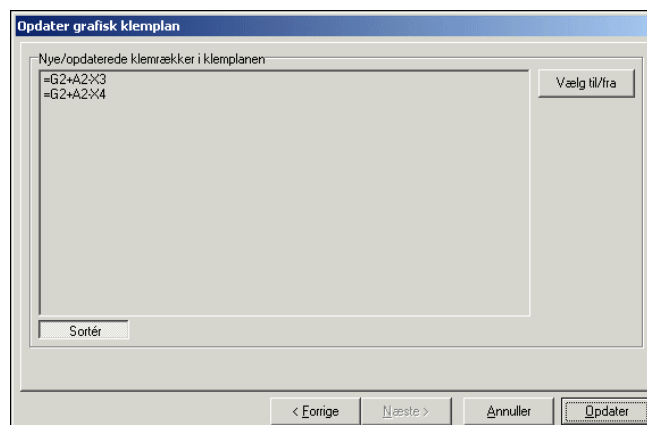 Opdater grafisk klemplan
Nye/opdaterede klemrækker i klemplanen
=G2+A2-X3
=G2+A2-X4
Vælg til/fra
Sortér
< Forrige
Næste >
Annuller
Opdater